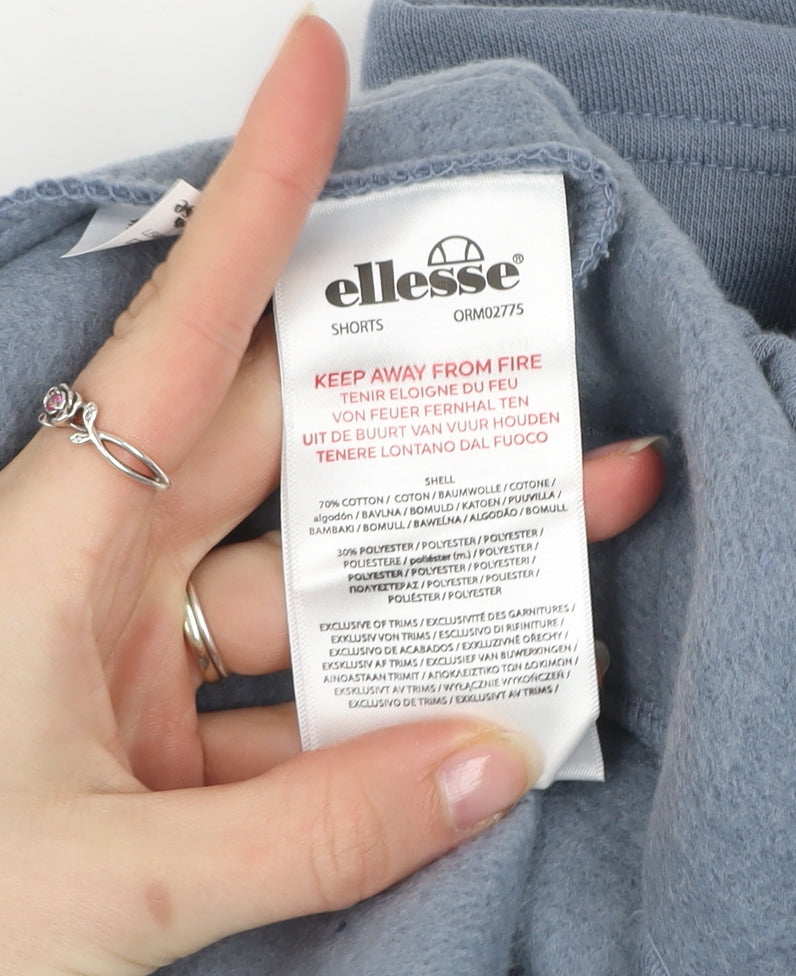 ellesse®
SHORTS ORM02775
KEEP AWAY FROM FIRE
TENIR ELOIGNE DU FEU
VON FEUER FERNHAL TEN
UIT DE BUURT VAN VUUR HOUDEN
TENERE LONTANO DAL FUOCO
SHELL
70% COTTON / COTON / BAUMWOLLE / COTONE /
algodón / BAVLNA / BOMULD / KATOEN / PUUVILLA /
BAMBAKI / BOMULL / BAWEŁNA / ALGODÃO / BOMULL
30% POLYESTER / POLYESTER / POLYESTER /
POLIESTERE / poliéster (m.) / POLYESTER /
POLYESTER / POLYESTER / POLYESTERI /
ΠΟΛΥΕΣΤΕΡΑΣ / POLYESTER / POLIESTER /
POLIÉSTER / POLYESTER
EXCLUSIVE OF TRIMS / EXCLUSIVITÉ DES GARNITURES /
EXKLUSIV VON TRIMS / ESCLUSIVO DI RIFINITURE /
EXCLUSIVO DE ACABADOS / EXKLUZIVNĚ OŘECHY /
EKSKLUSIV AF TRIMS / EXCLUSIEF VAN BIJWERKINGEN /
AINOASTAAN TRIMIT / ΑΠΟΚΛΕΙΣΤΙΚΟ ΤΩΝ ΔΟΚΙΜΩΝ /
EKSKLUSIVT AV TRIMS / WYŁĄCZNIE WYKOŃCZEŃ /
EXCLUSIVO DE TRIMS / EXKLUSIVT AV TRIMS /